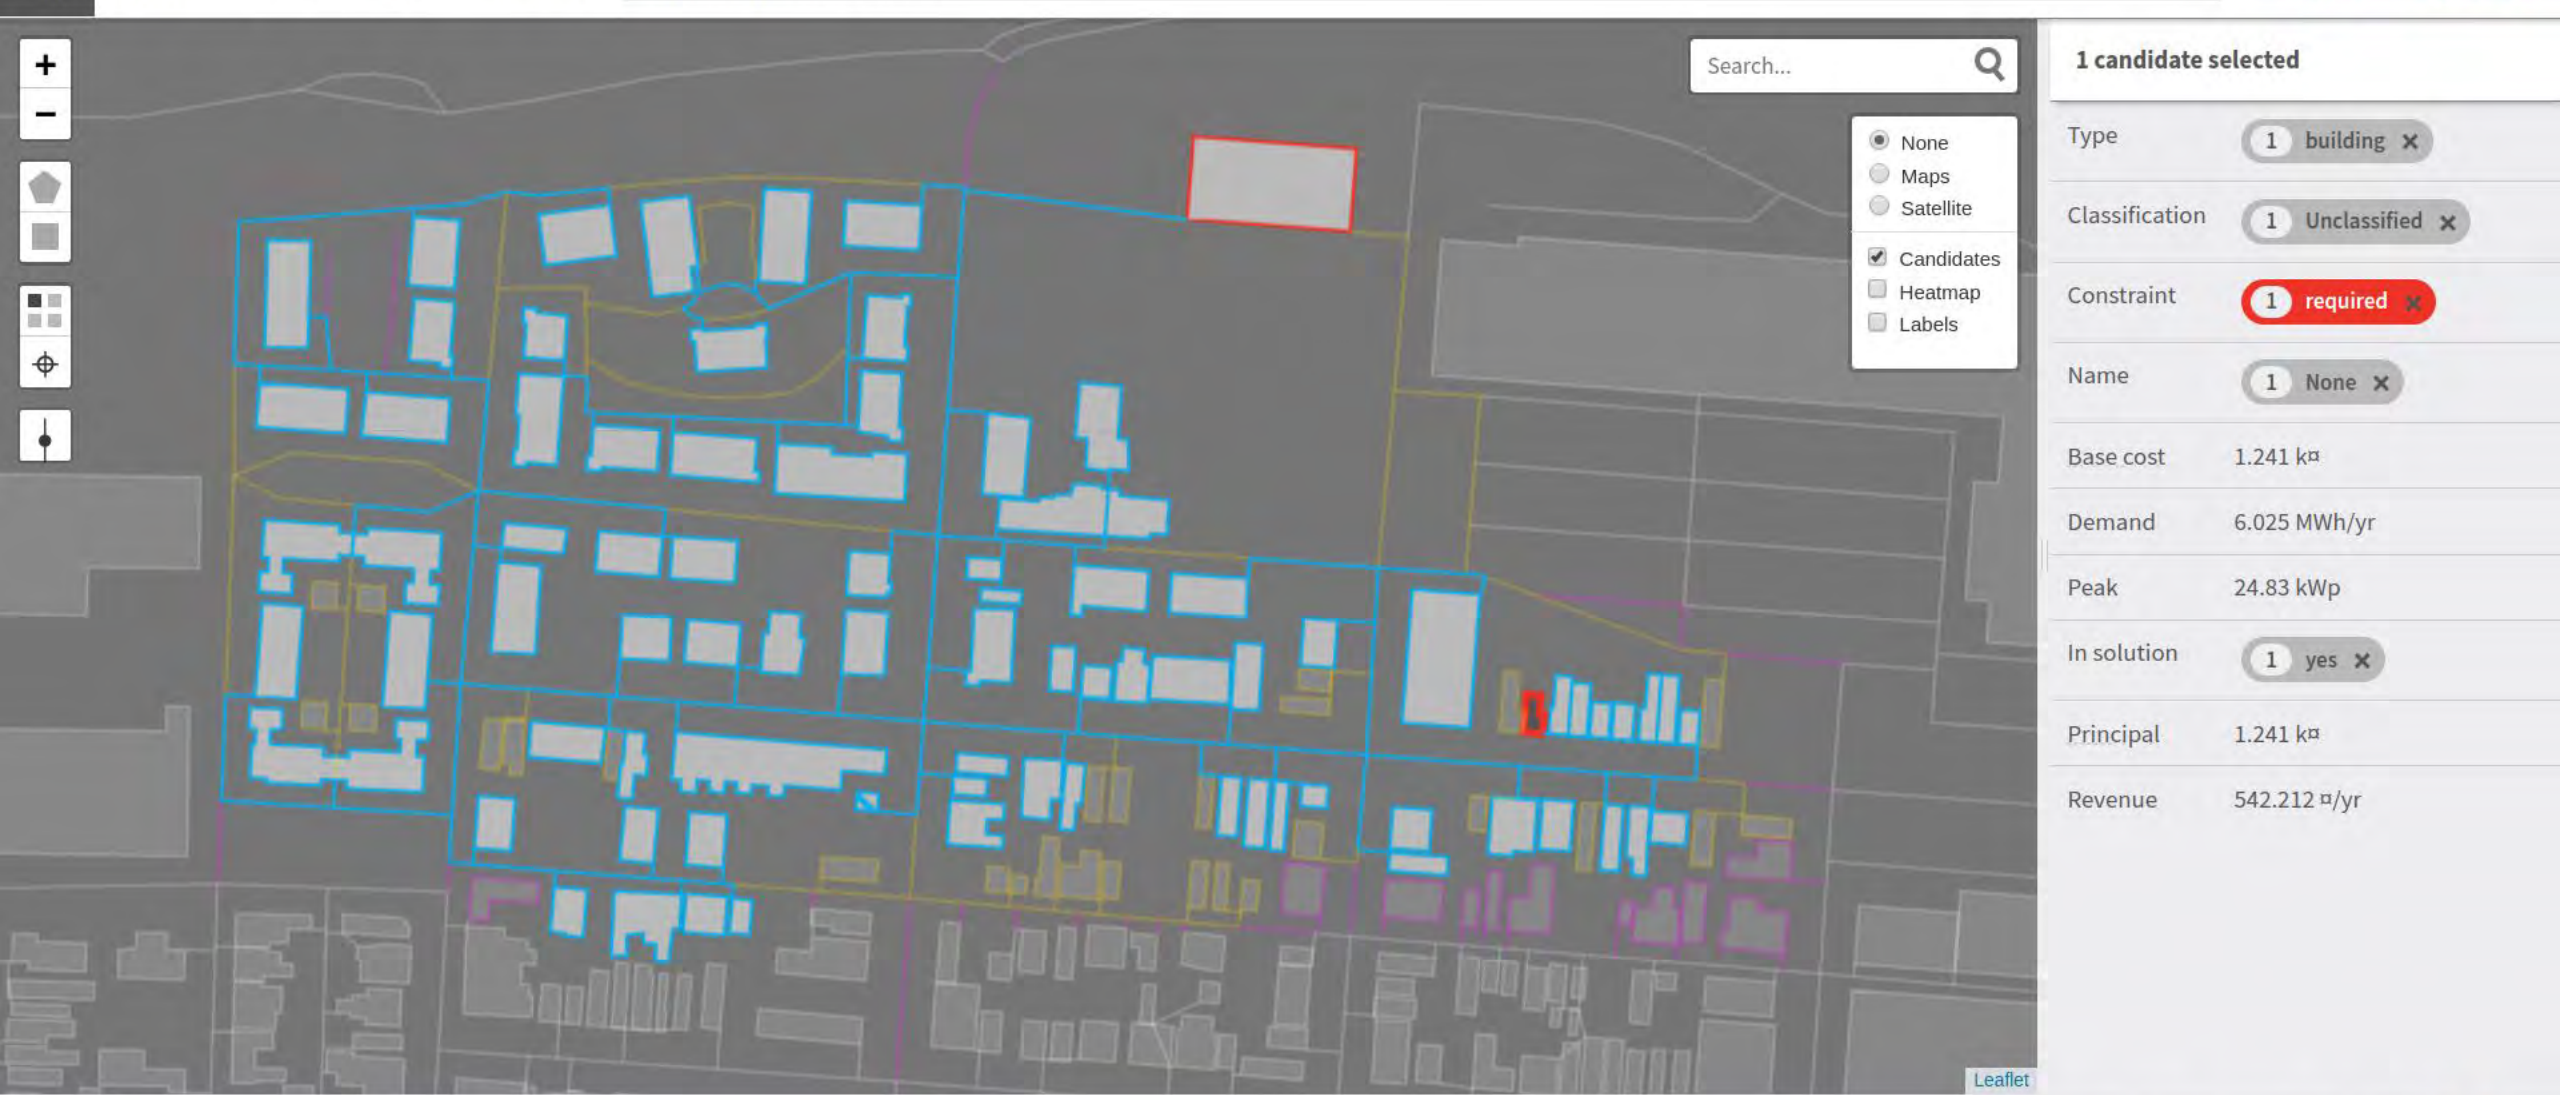 +
−
Search...
None
Maps
Satellite
Candidates
Heatmap
Labels
Leaflet
1 candidate selected
Type 1 building ×
Classification 1 Unclassified ×
Constraint 1 required ×
Name 1 None ×
Base cost 1.241 k¤
Demand 6.025 MWh/yr
Peak 24.83 kWp
In solution 1 yes ×
Principal 1.241 k¤
Revenue 542.212 ¤/yr